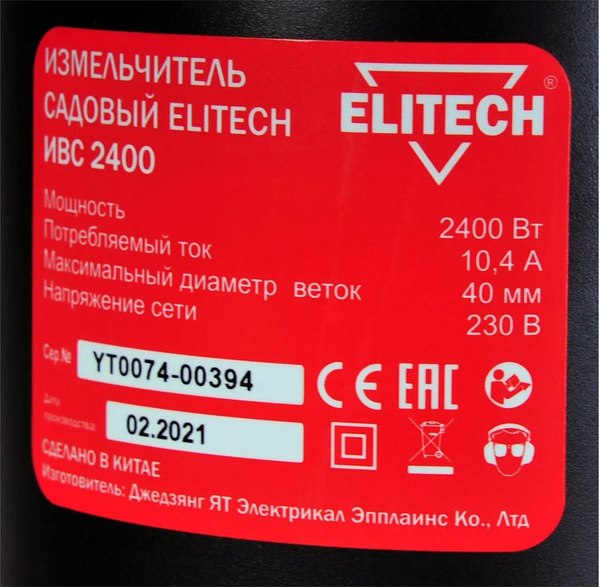 ИЗМЕЛЬЧИТЕЛЬ
САДОВЫЙ ELITECH
ИВС 2400
ELITECH ®
Мощность 2400 Вт
Потребляемый ток 10,4 А
Максимальный диаметр веток 40 мм
Напряжение сети 230 В
Сер.№ YT0074-00394
CE EAC
Дата
производства: 02.2021
СДЕЛАНО В КИТАЕ
Изготовитель: Джедзянг ЯТ Электрикал Эпплаинс Ко., Лтд